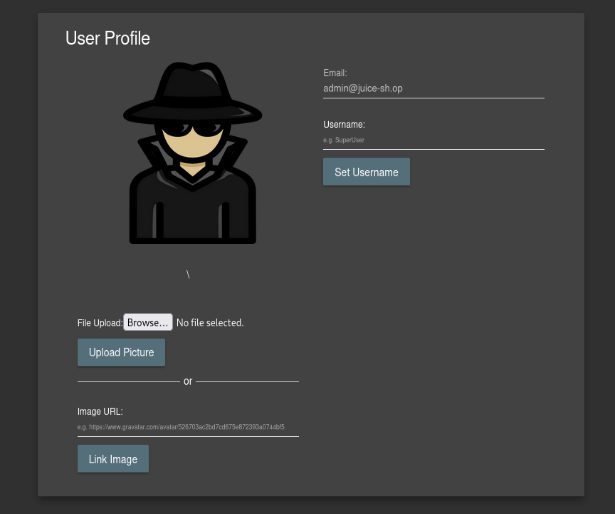 User Profile
Email:
admin@juice-sh.op
Username:
e.g. SuperUser
Set Username
\
File Upload: Browse... No file selected.
Upload Picture
or
Image URL:
e.g. https://www.gravatar.com/avatar/526703ac2bd7cd675e872393a0744bf5
Link Image